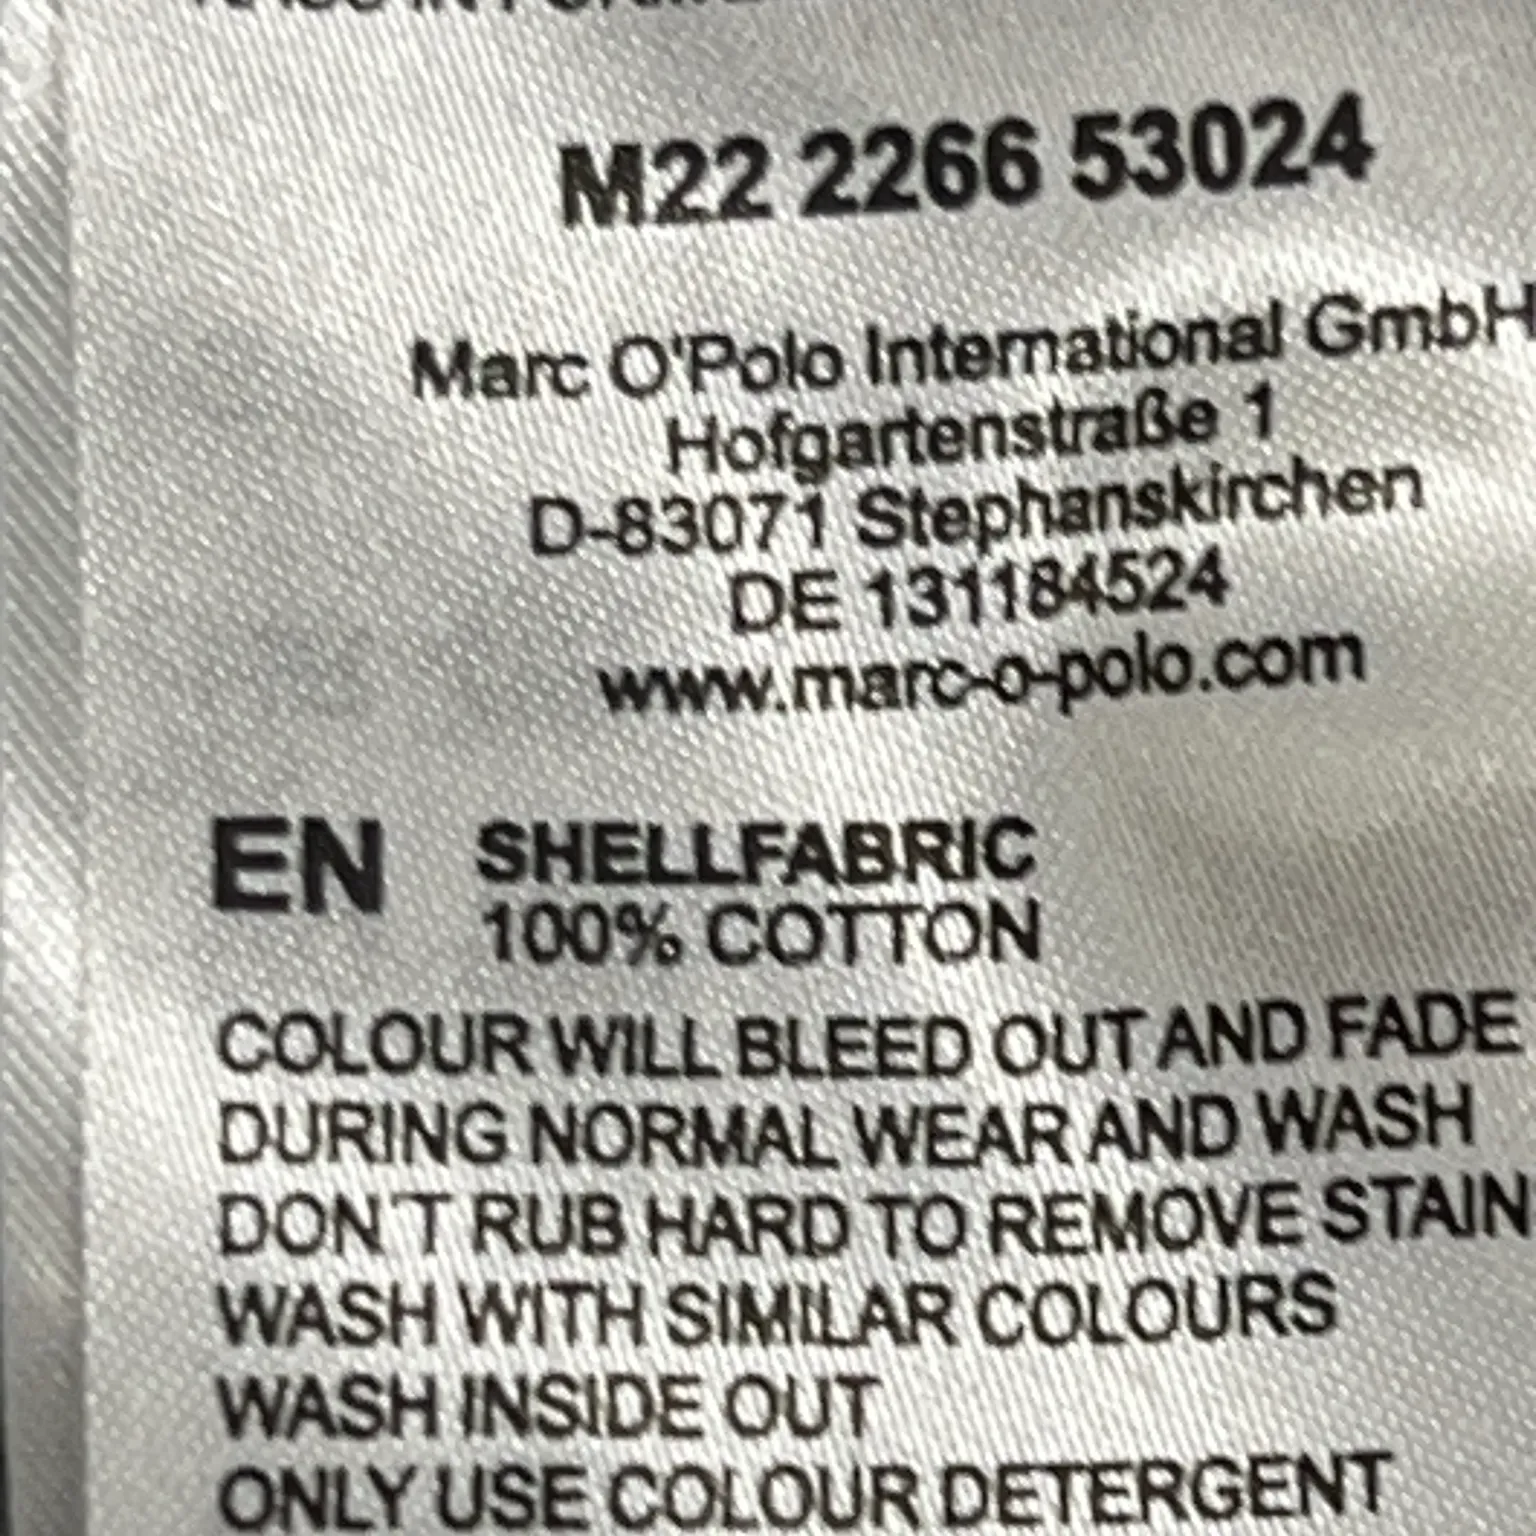 M22 2266 53024
Marc O'Polo International GmbH
Hofgartenstraße 1
D-83071 Stephanskirchen
DE 131184524
www.marc-o-polo.com
EN SHELLFABRIC
100% COTTON
COLOUR WILL BLEED OUT AND FADE
DURING NORMAL WEAR AND WASH
DON'T RUB HARD TO REMOVE STAIN
WASH WITH SIMILAR COLOURS
WASH INSIDE OUT
ONLY USE COLOUR DETERGENT